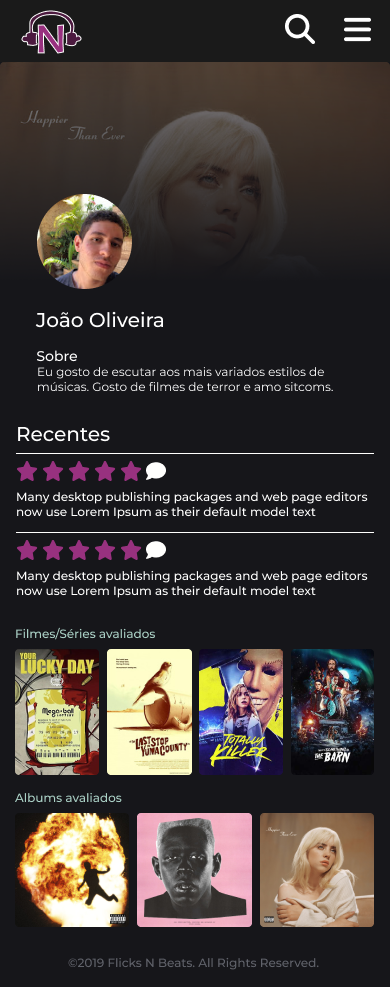 N
Happier
Than Ever
João Oliveira
Sobre
Eu gosto de escutar aos mais variados estilos de
músicas. Gosto de filmes de terror e amo sitcoms.
Recentes
Many desktop publishing packages and web page editors
now use Lorem Ipsum as their default model text
Many desktop publishing packages and web page editors
now use Lorem Ipsum as their default model text
Filmes/Séries avaliados
YOUR
LUCKY DAY
Mega ball
THE LAST STOP
YUMA COUNTY
TOTALLY
KILLER
THE BARN
Albums avaliados
Happier
Than Ever
©2019 Flicks N Beats. All Rights Reserved.